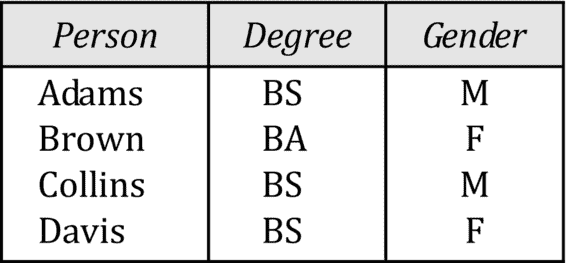 Person Degree Gender
Adams BS M
Brown BA F
Collins BS M
Davis BS F